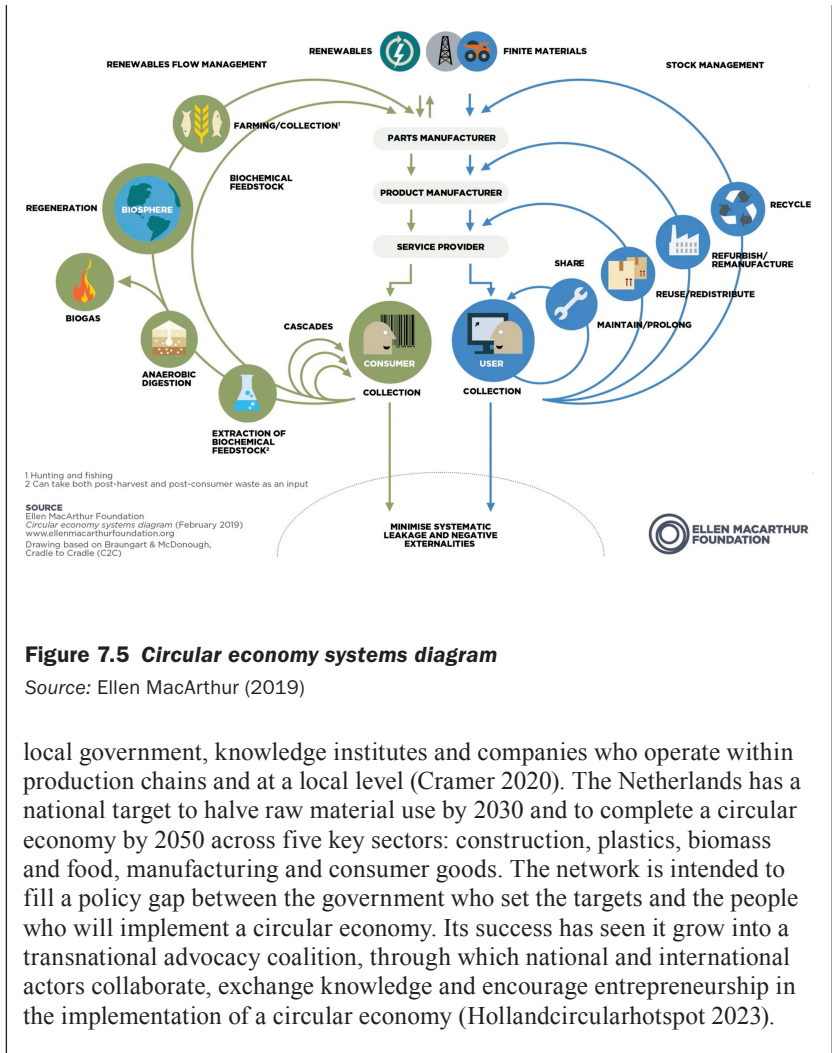 RENEWABLES
FINITE MATERIALS
RENEWABLES FLOW MANAGEMENT
STOCK MANAGEMENT
FARMING/COLLECTION¹
PARTS MANUFACTURER
BIOCHEMICAL
FEEDSTOCK
PRODUCT MANUFACTURER
REGENERATION
BIOSPHERE
RECYCLE
SERVICE PROVIDER
SHARE
REFURBISH/
REMANUFACTURE
REUSE/REDISTRIBUTE
BIOGAS
CASCADES
MAINTAIN/PROLONG
CONSUMER
USER
ANAEROBIC
DIGESTION
COLLECTION
COLLECTION
EXTRACTION OF
BIOCHEMICAL
FEEDSTOCK²
1 Hunting and fishing
2 Can take both post-harvest and post-consumer waste as an input
SOURCE
Ellen MacArthur Foundation
Circular economy systems diagram (February 2019)
www.ellenmacarthurfoundation.org
Drawing based on Braungart & McDonough,
Cradle to Cradle (C2C)
MINIMISE SYSTEMATIC
LEAKAGE AND NEGATIVE
EXTERNALITIES
ELLEN MACARTHUR
FOUNDATION
Figure 7.5 Circular economy systems diagram
Source: Ellen MacArthur (2019)
local government, knowledge institutes and companies who operate within
production chains and at a local level (Cramer 2020). The Netherlands has a
national target to halve raw material use by 2030 and to complete a circular
economy by 2050 across five key sectors: construction, plastics, biomass
and food, manufacturing and consumer goods. The network is intended to
fill a policy gap between the government who set the targets and the people
who will implement a circular economy. Its success has seen it grow into a
transnational advocacy coalition, through which national and international
actors collaborate, exchange knowledge and encourage entrepreneurship in
the implementation of a circular economy (Hollandcircularhotspot 2023).